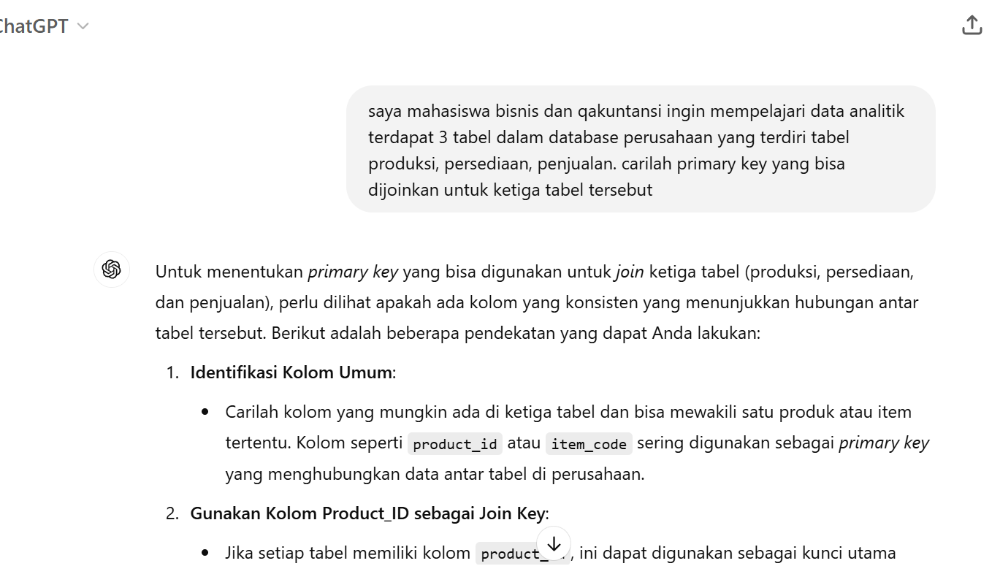 ChatGPT
saya mahasiswa bisnis dan qakuntansi ingin mempelajari data analitik
terdapat 3 tabel dalam database perusahaan yang terdiri tabel
produksi, persediaan, penjualan. carilah primary key yang bisa
dijoinkan untuk ketiga tabel tersebut
Untuk menentukan primary key yang bisa digunakan untuk join ketiga tabel (produksi, persediaan,
dan penjualan), perlu dilihat apakah ada kolom yang konsisten yang menunjukkan hubungan antar
tabel tersebut. Berikut adalah beberapa pendekatan yang dapat Anda lakukan:
1. Identifikasi Kolom Umum:
• Carilah kolom yang mungkin ada di ketiga tabel dan bisa mewakili satu produk atau item
tertentu. Kolom seperti product_id atau item_code sering digunakan sebagai primary key
yang menghubungkan data antar tabel di perusahaan.
2. Gunakan Kolom Product_ID sebagai Join Key:
• Jika setiap tabel memiliki kolom product_ , ini dapat digunakan sebagai kunci utama